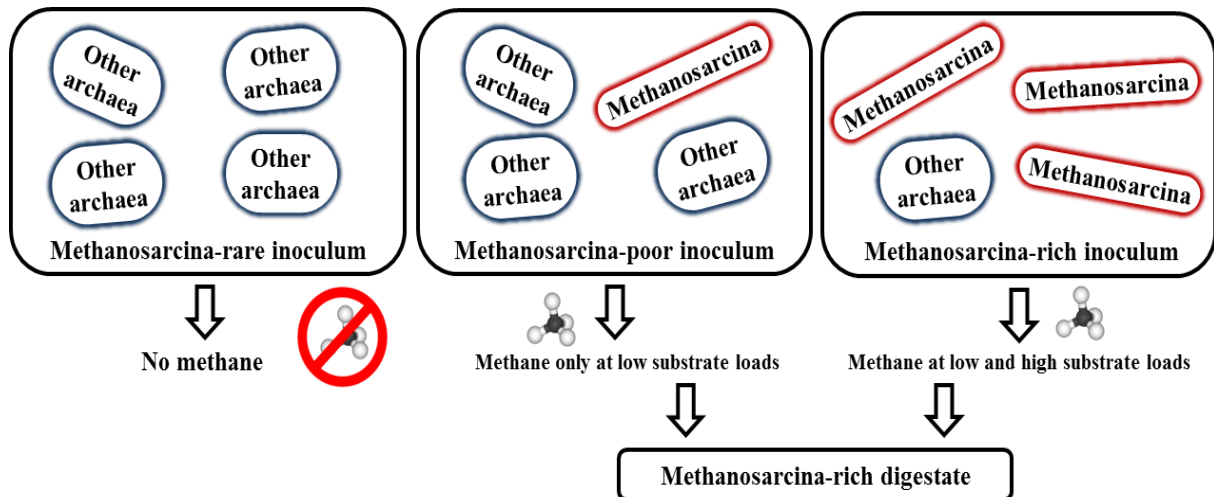 Other
archaea
Other
archaea
Other
archaea
Other
archaea
Methanosarcina-rare inoculum
Other
archaea
Methanosarcina
Other
archaea
Other
archaea
Methanosarcina-poor inoculum
Methanosarcina
Methanosarcina
Other
archaea
Methanosarcina
Methanosarcina-rich inoculum
No methane
Methane only at low substrate loads
Methane at low and high substrate loads
Methanosarcina-rich digestate